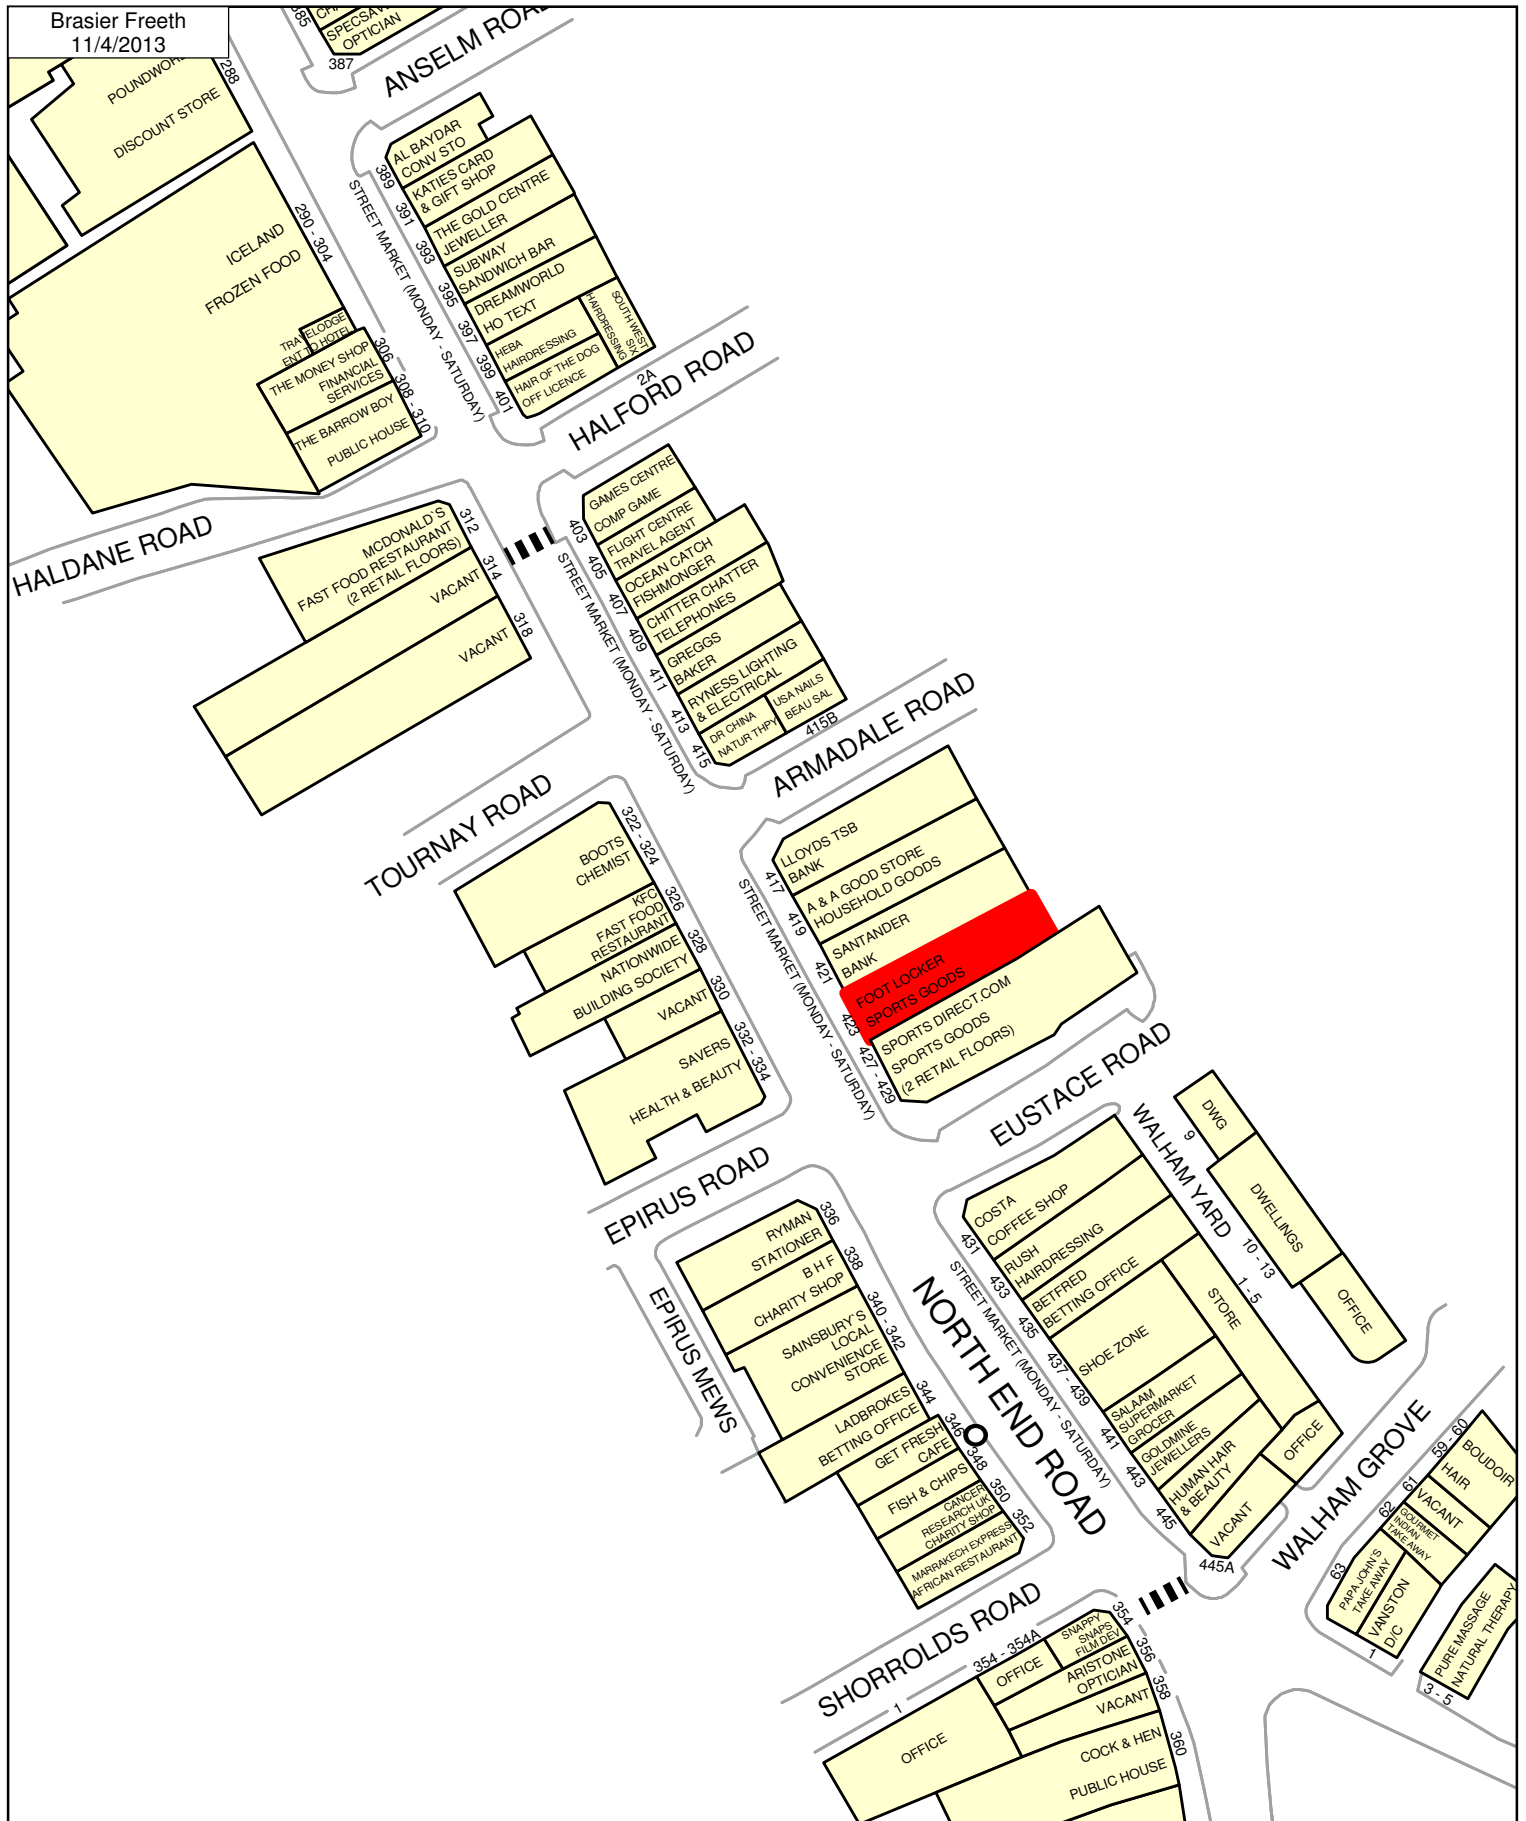 Brasier Freeth
11/4/2013
385
SPECSAV
OPTICIAN
387
ANSELM ROAD
288
POUNDWORL
DISCOUNT STORE
290 - 304
ICELAND
FROZEN FOOD
TRAVELODGE
ENT TO HOTEL
306
THE MONEY SHOP
FINANCIAL
SERVICES
308 - 310
THE BARROW BOY
PUBLIC HOUSE
389
AL BAYDAR
CONV STO
391
KATIES CARD
& GIFT SHOP
393
THE GOLD CENTRE
JEWELLER
395
SUBWAY
SANDWICH BAR
397
DREAMWORLD
HO TEXT
399
HEBA
HAIRDRESSING
401
HAIR OF THE DOG
OFF LICENCE
SOUTH WEST
SIX
HAIRDRESSING
2A
STREET MARKET (MONDAY - SATURDAY)
HALFORD ROAD
HALDANE ROAD
312
MCDONALD'S
FAST FOOD RESTAURANT
(2 RETAIL FLOORS)
314
VACANT
318
VACANT
403
GAMES CENTRE
COMP GAME
405
FLIGHT CENTRE
TRAVEL AGENT
407
OCEAN CATCH
FISHMONGER
409
CHITTER CHATTER
TELEPHONES
411
GREGGS
BAKER
413
RYNESS LIGHTING
& ELECTRICAL
415
DR CHINA
NATUR THPY
USA NAILS
BEAU SAL
415B
STREET MARKET (MONDAY - SATURDAY)
ARMADALE ROAD
TOURNAY ROAD
322 - 324
BOOTS
CHEMIST
326
KFC
FAST FOOD
RESTAURANT
328
NATIONWIDE
BUILDING SOCIETY
330
VACANT
332 - 334
SAVERS
HEALTH & BEAUTY
417
LLOYDS TSB
BANK
419
A & A GOOD STORE
HOUSEHOLD GOODS
421
SANTANDER
BANK
423
FOOT LOCKER
SPORTS GOODS
427 - 429
SPORTS DIRECT.COM
SPORTS GOODS
(2 RETAIL FLOORS)
STREET MARKET (MONDAY - SATURDAY)
EUSTACE ROAD
EPIRUS ROAD
EPIRUS MEWS
336
RYMAN
STATIONER
338
B H F
CHARITY SHOP
340 - 342
SAINSBURY'S
LOCAL
CONVENIENCE
STORE
344
LADBROKES
BETTING OFFICE
346
GET FRESH
CAFE
348
FISH & CHIPS
350
CANCER
RESEARCH UK
CHARITY SHOP
352
MARRAKECH EXPRESS
AFRICAN RESTAURANT
NORTH END ROAD
431
COSTA
COFFEE SHOP
433
RUSH
HAIRDRESSING
435
BETFRED
BETTING OFFICE
437 - 439
SHOE ZONE
441
SALAAM
SUPERMARKET
GROCER
443
GOLDMINE
JEWELLERS
445
HUMAN HAIR
& BEAUTY
445A
VACANT
OFFICE
STORE
STREET MARKET (MONDAY - SATURDAY)
WALHAM YARD
9
DWG
10 - 13
DWELLINGS
1 - 5
OFFICE
WALHAM GROVE
59 - 60
BOUDOIR
HAIR
61
VACANT
62
GOURMET
INDIAN
TAKE AWAY
63
PAPA JOHN'S
TAKE AWAY
VANSTON
D/C
1
PURE MASSAGE
NATURAL THERAPY
3 - 5
SHORROLDS ROAD
354
SNAPPY
SNAPS
FILM DEV
354 - 354A
OFFICE
356
ARISTONE
OPTICIAN
358
VACANT
360
COCK & HEN
PUBLIC HOUSE
1
OFFICE